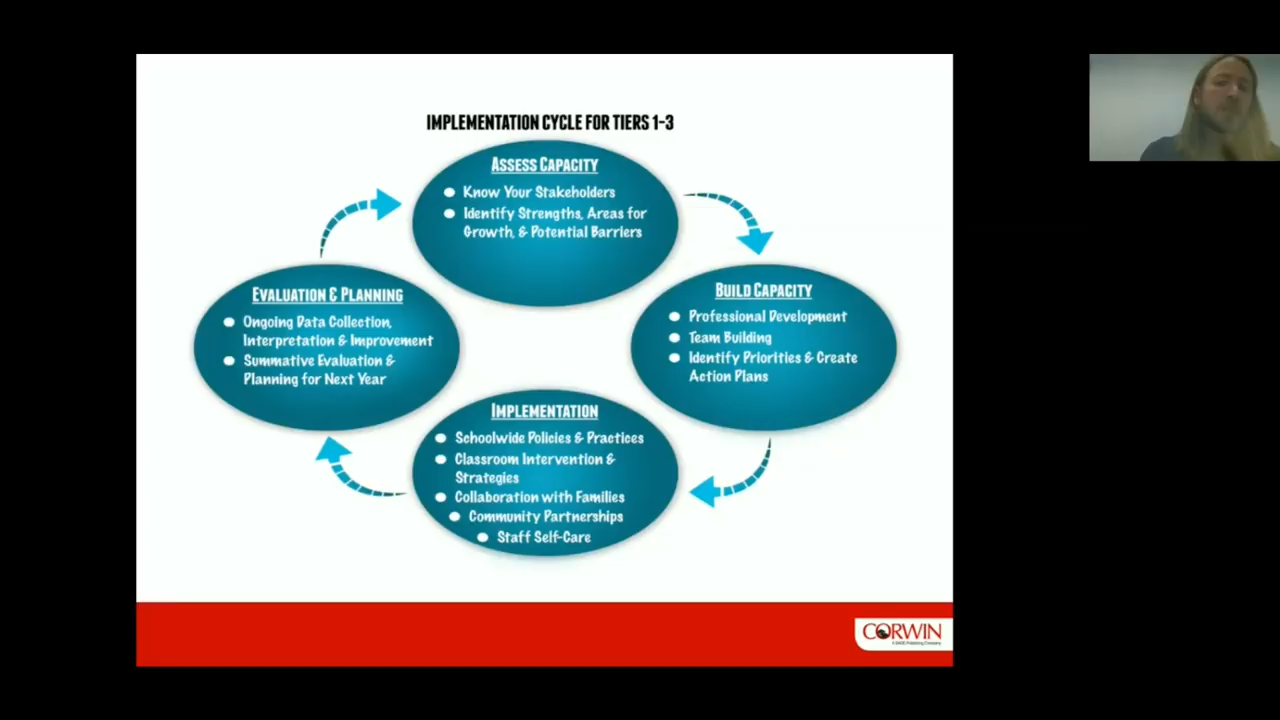 IMPLEMENTATION CYCLE FOR TIERS 1-3
ASSESS CAPACITY
Know Your Stakeholders
Identify Strengths, Areas for
Growth, & Potential Barriers
BUILD CAPACITY
Professional Development
Team Building
Identify Priorities & Create
Action Plans
IMPLEMENTATION
Schoolwide Policies & Practices
Classroom Intervention &
Strategies
Collaboration with Families
Community Partnerships
Staff Self-Care
EVALUATION & PLANNING
Ongoing Data Collection,
Interpretation & Improvement
Summative Evaluation &
Planning for Next Year
CORWIN
A SAGE Publishing Company